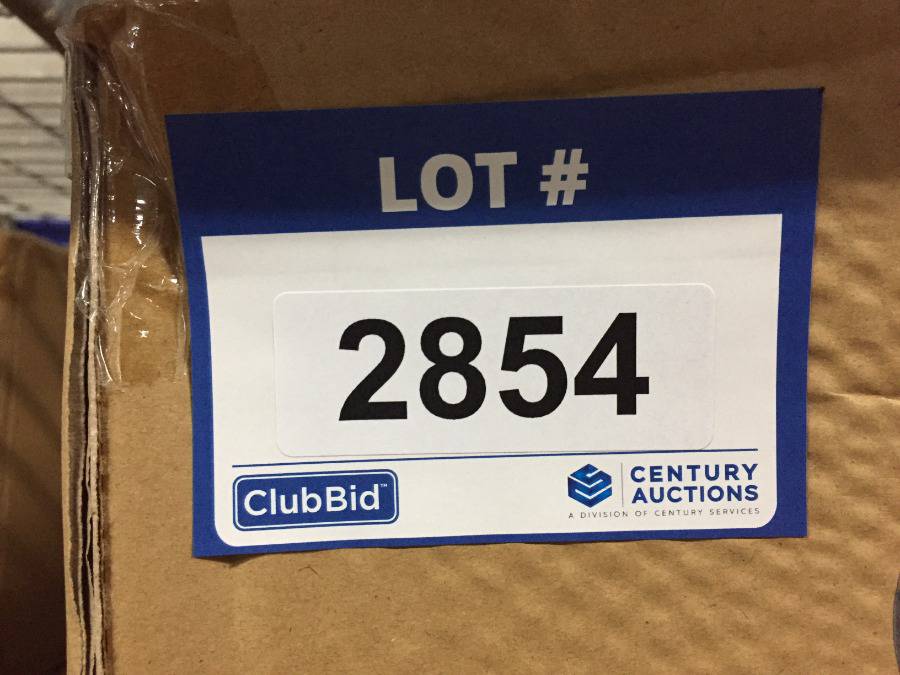 LOT #
2854
ClubBid™
CENTURY
AUCTIONS
A DIVISION OF CENTURY SERVICES